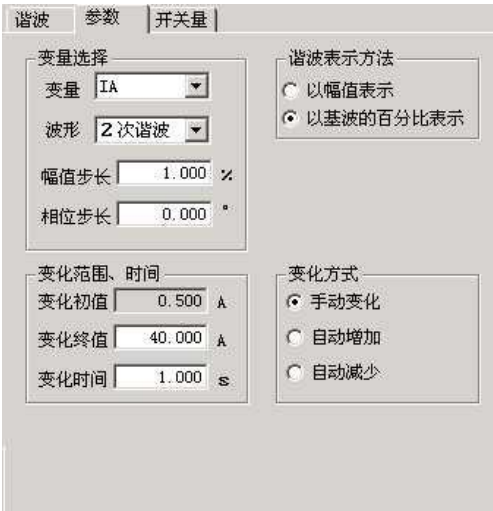 谐波 参数 开关量
变量选择
变量 IA
波形 2次谐波
幅值步长 1.000 %
相位步长 0.000 °
谐波表示方法
以幅值表示
以基波的百分比表示
变化范围、时间
变化初值 0.500 A
变化终值 40.000 A
变化时间 1.000 s
变化方式
手动变化
自动增加
自动减少